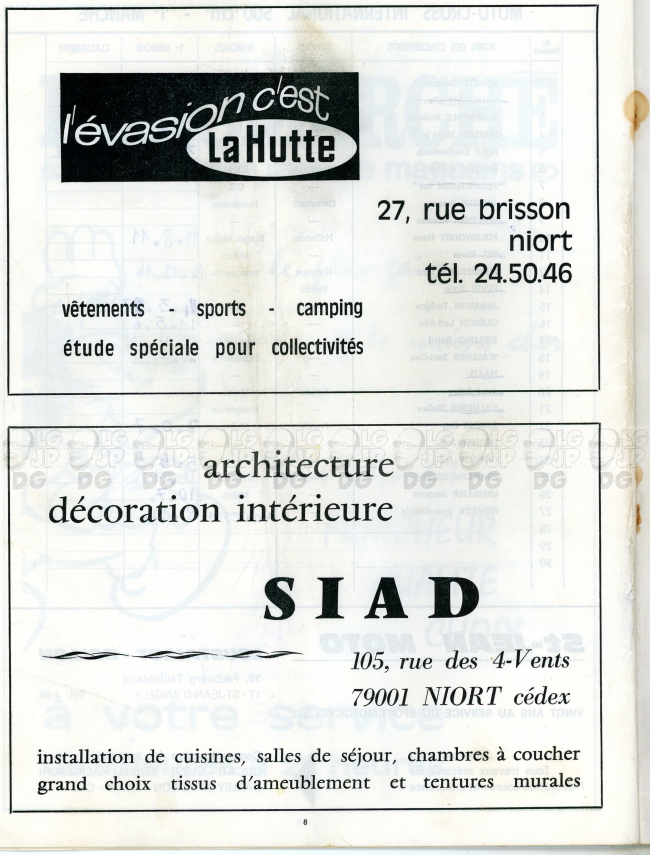 l'évasion c'est
La Hutte
27, rue brisson
niort
tél. 24.50.46
vêtements - sports - camping
étude spéciale pour collectivités
architecture
décoration intérieure
SIAD
105, rue des 4-Vents
79001 NIORT cédex
installation de cuisines, salles de séjour, chambres à coucher
grand choix tissus d'ameublement et tentures murales
8